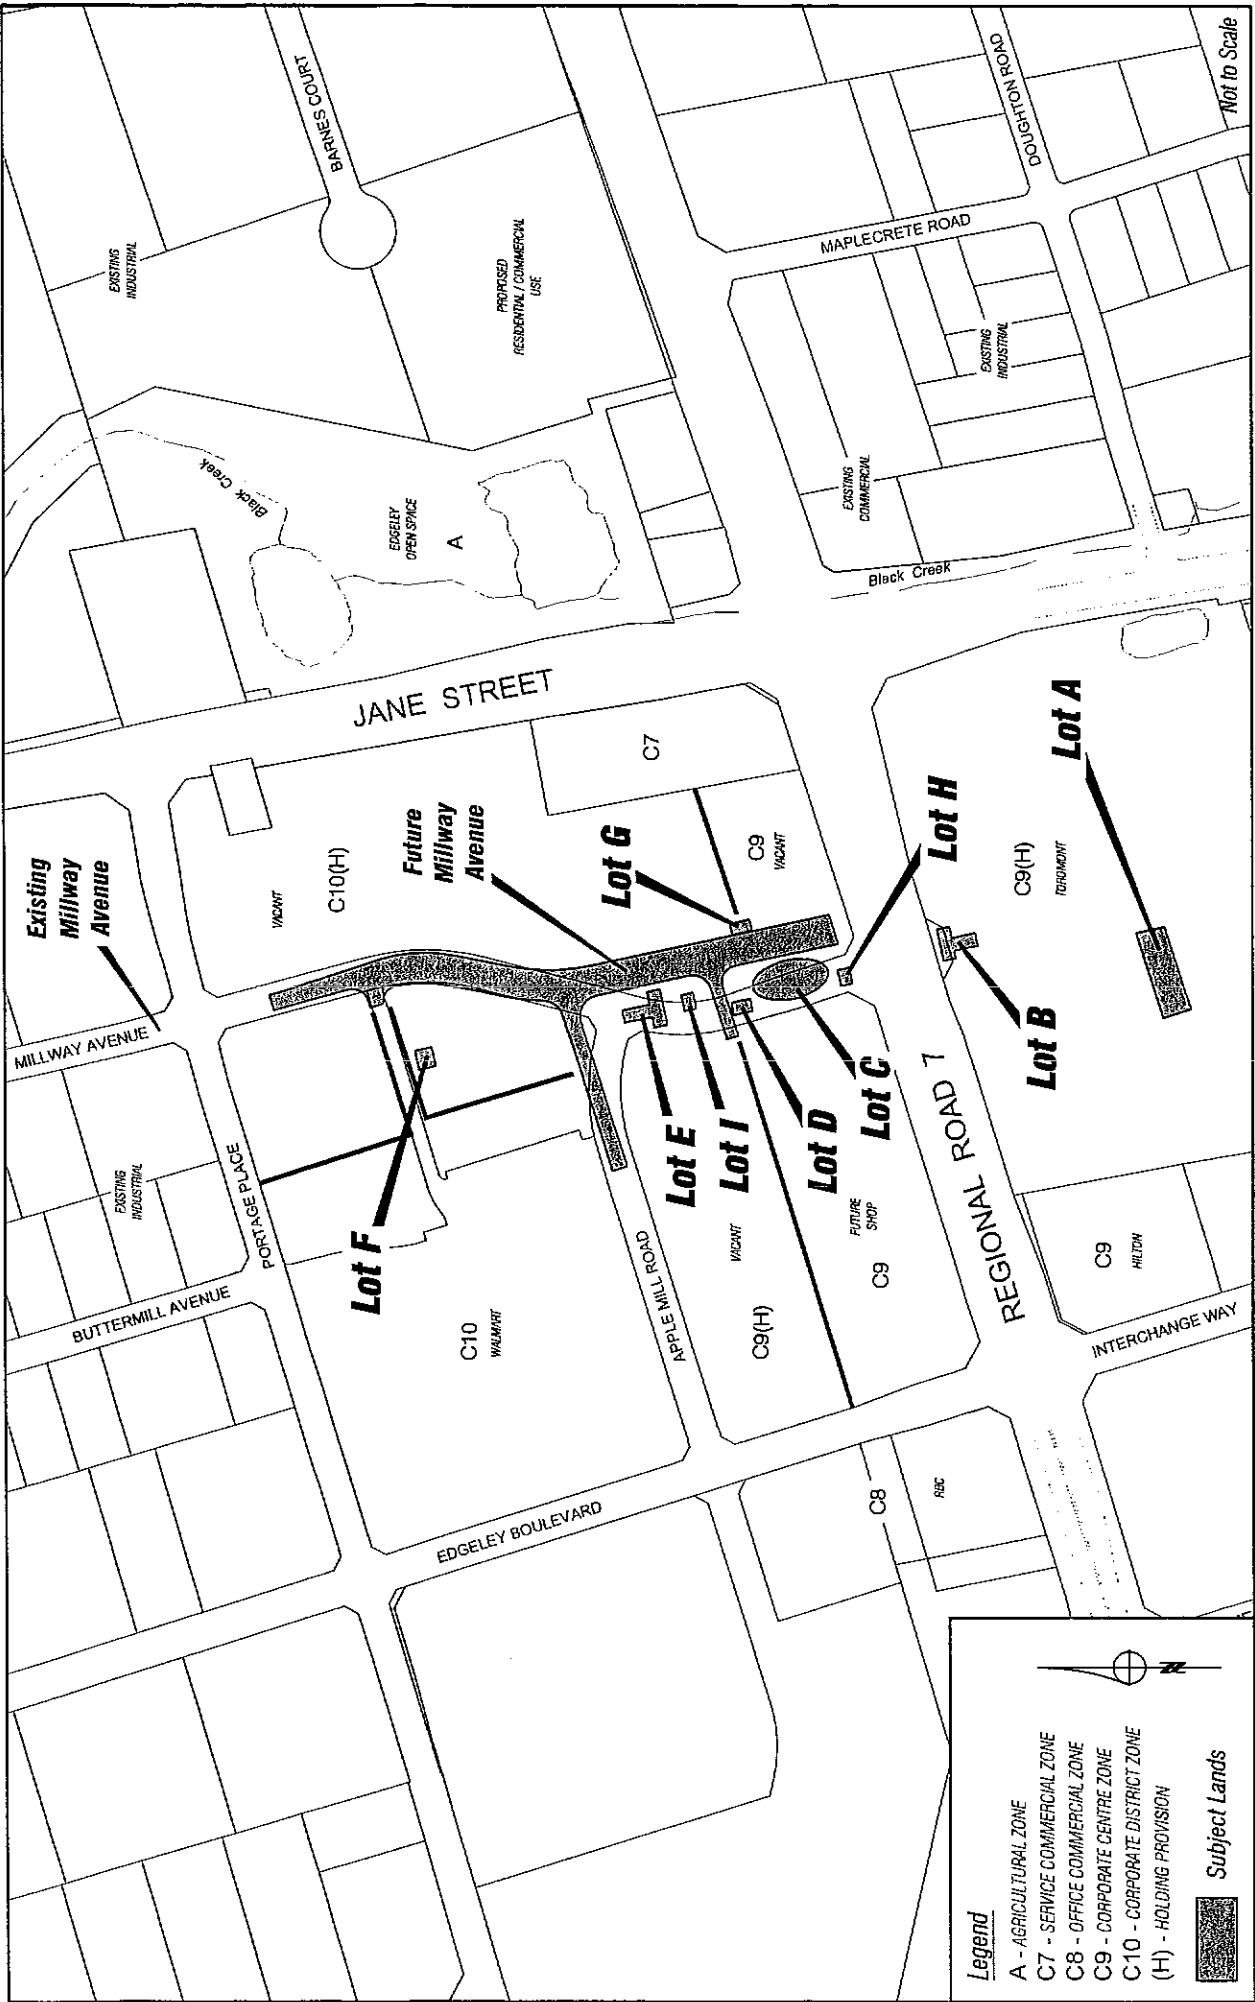 BARNES COURT
EXISTING
INDUSTRIAL
PROPOSED
RESIDENTIAL / COMMERCIAL
USE
Black Creek
EDGELEY
OPEN SPACE
A
DOUGHTON ROAD
Not to Scale
MAPLECRETE ROAD
EXISTING
INDUSTRIAL
EXISTING
COMMERCIAL
Black Creek
JANE STREET
Existing
Millway
Avenue
MILLWAY AVENUE
VACANT
C10(H)
Future
Millway
Avenue
C7
Lot G
C9
VACANT
Lot H
C9(H)
TOROMONT
Lot A
Lot B
EXISTING
INDUSTRIAL
PORTAGE PLACE
BUTTERMILL AVENUE
Lot F
C10
WALMART
APPLE MILL ROAD
Lot E
Lot I
Lot D
Lot C
VACANT
C9(H)
FUTURE
SHOP
C9
REGIONAL ROAD 7
C9
HILTON
INTERCHANGE WAY
EDGELEY BOULEVARD
C8
RBC
Legend
A - AGRICULTURAL ZONE
C7 - SERVICE COMMERCIAL ZONE
C8 - OFFICE COMMERCIAL ZONE
C9 - CORPORATE CENTRE ZONE
C10 - CORPORATE DISTRICT ZONE
(H) - HOLDING PROVISION
Subject Lands
N